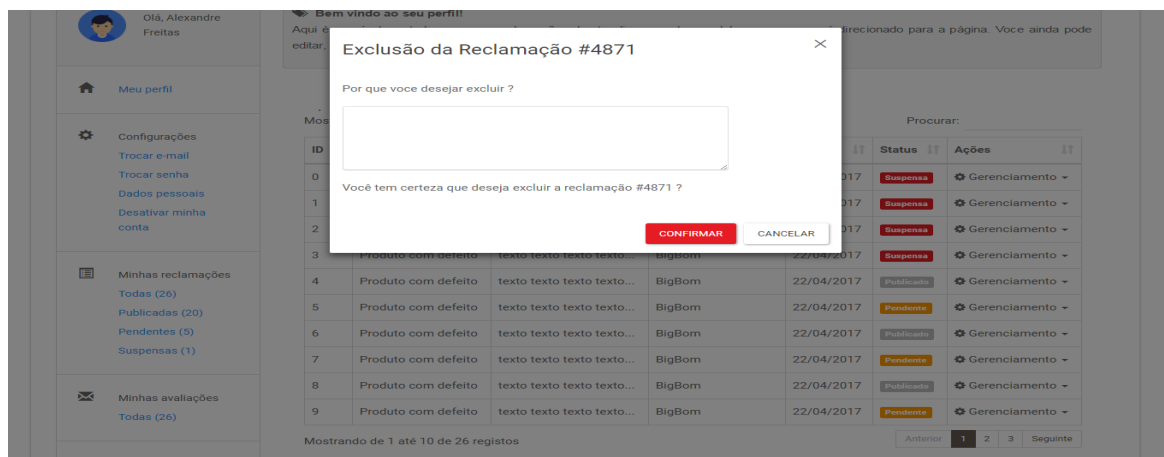 Olá, Alexandre
Freitas
Meu perfil
Configurações
Trocar e-mail
Trocar senha
Dados pessoais
Desativar minha
conta
Minhas reclamações
Todas (26)
Publicadas (20)
Pendentes (5)
Suspensas (1)
Minhas avaliações
Todas (26)
Bem vindo ao seu perfil!
Aqui é
direcionado para a página. Voce ainda pode
editar,
Exclusão da Reclamação #4871
Por que voce desejar excluir ?
Você tem certeza que deseja excluir a reclamação #4871 ?
CONFIRMAR CANCELAR
Procurar:
ID Status Ações
0 Suspensa Gerenciamento
1 Suspensa Gerenciamento
2 Suspensa Gerenciamento
3 Produto com defeito texto texto texto texto... BigBom 22/04/2017 Suspensa Gerenciamento
4 Produto com defeito texto texto texto texto... BigBom 22/04/2017 Publicado Gerenciamento
5 Produto com defeito texto texto texto texto... BigBom 22/04/2017 Pendente Gerenciamento
6 Produto com defeito texto texto texto texto... BigBom 22/04/2017 Publicado Gerenciamento
7 Produto com defeito texto texto texto texto... BigBom 22/04/2017 Pendente Gerenciamento
8 Produto com defeito texto texto texto texto... BigBom 22/04/2017 Publicado Gerenciamento
9 Produto com defeito texto texto texto texto... BigBom 22/04/2017 Pendente Gerenciamento
Mostrando de 1 até 10 de 26 registos
Anterior 1 2 3 Seguinte